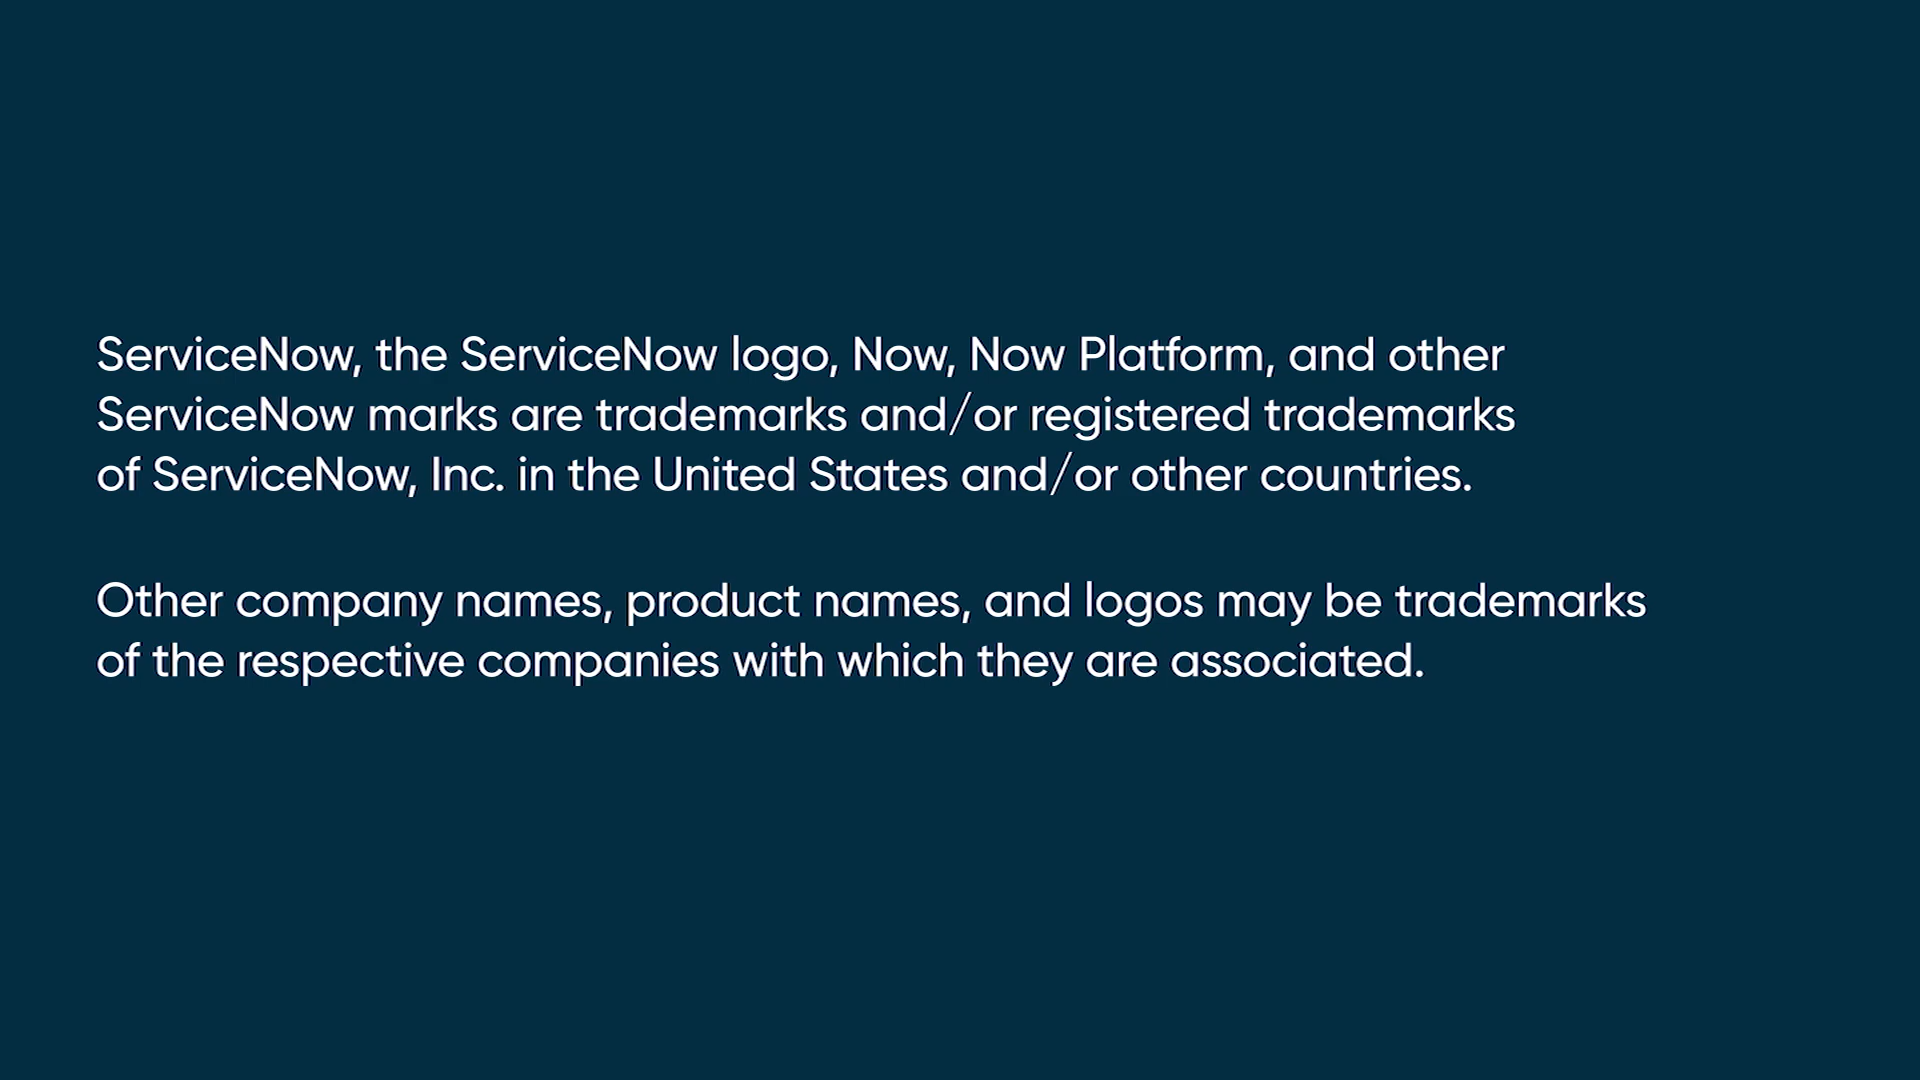 ServiceNow, the ServiceNow logo, Now, Now Platform, and other
ServiceNow marks are trademarks and/or registered trademarks
of ServiceNow, Inc. in the United States and/or other countries.
Other company names, product names, and logos may be trademarks
of the respective companies with which they are associated.